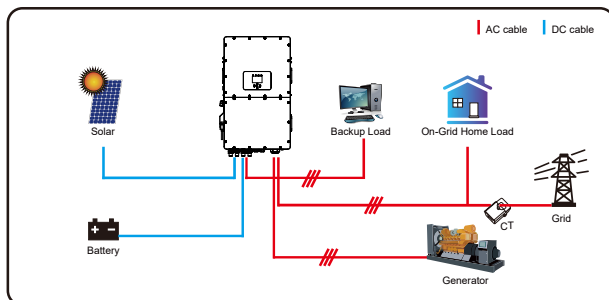 AC cable
DC cable
Solar
Backup Load
On-Grid Home Load
CT
Grid
Battery
Generator